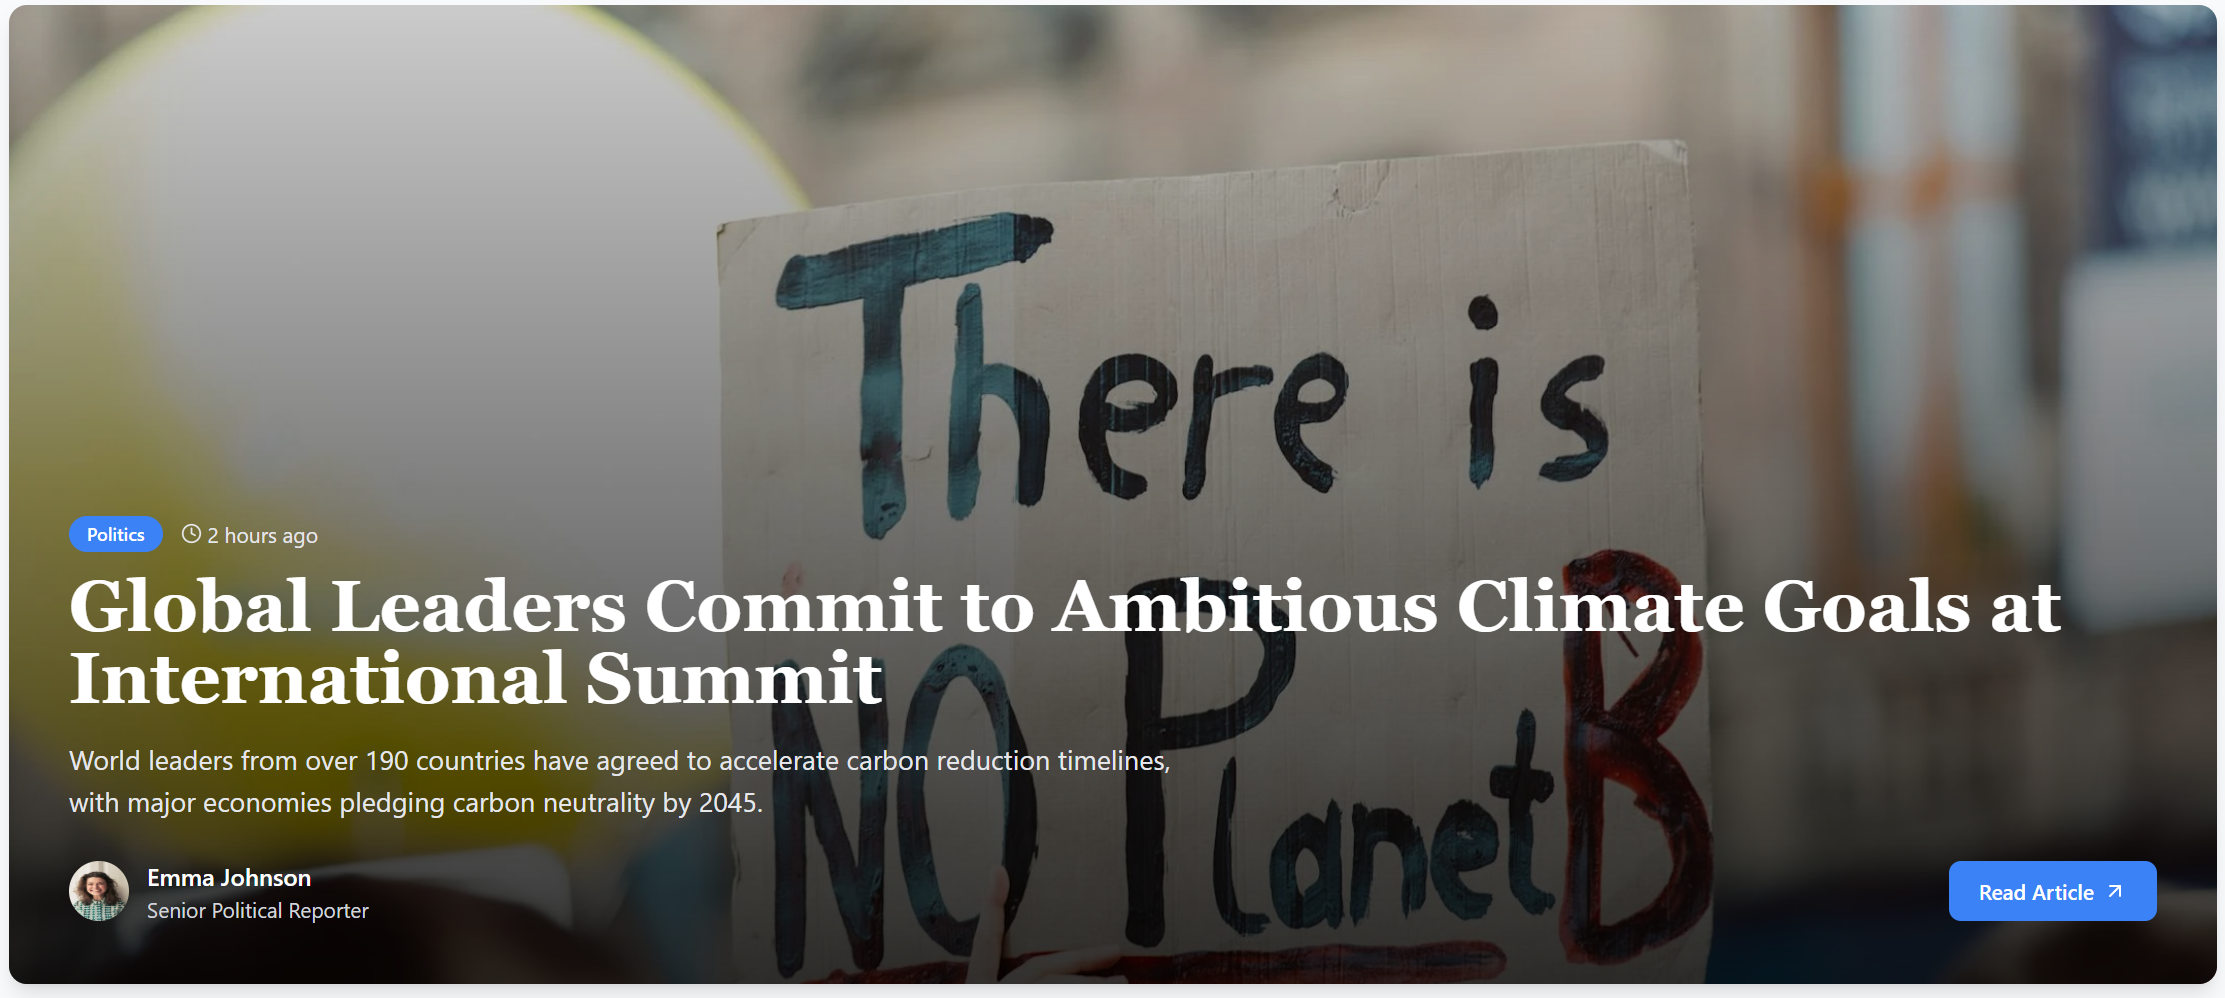 There is
NO Planet B
Politics
2 hours ago
Global Leaders Commit to Ambitious Climate Goals at
International Summit
World leaders from over 190 countries have agreed to accelerate carbon reduction timelines,
with major economies pledging carbon neutrality by 2045.
Emma Johnson
Senior Political Reporter
Read Article